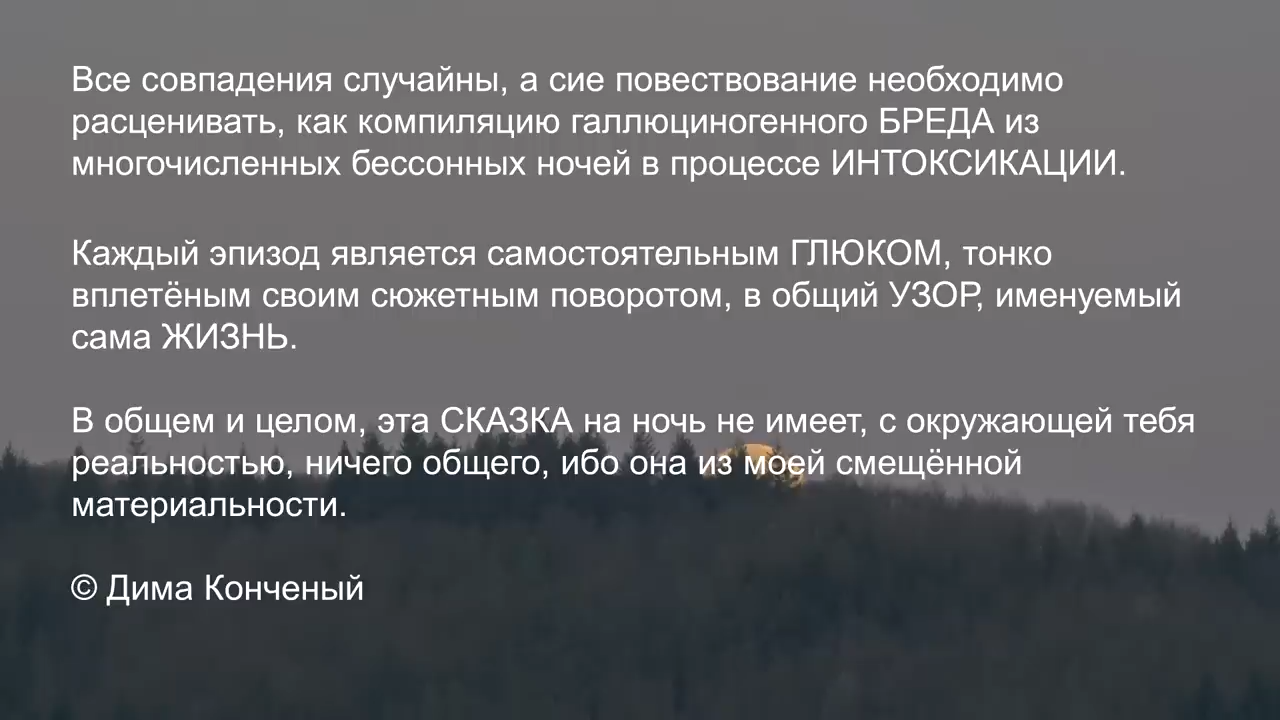 Все совпадения случайны, а сие повествование необходимо
расценивать, как компиляцию галлюциногенного БРЕДА из
многочисленных бессонных ночей в процессе ИНТОКСИКАЦИИ.
Каждый эпизод является самостоятельным ГЛЮКОМ, тонко
вплетёным своим сюжетным поворотом, в общий УЗОР, именуемый
сама ЖИЗНЬ.
В общем и целом, эта СКАЗКА на ночь не имеет, с окружающей тебя
реальностью, ничего общего, ибо она из моей смещённой
материальности.
© Дима Конченый